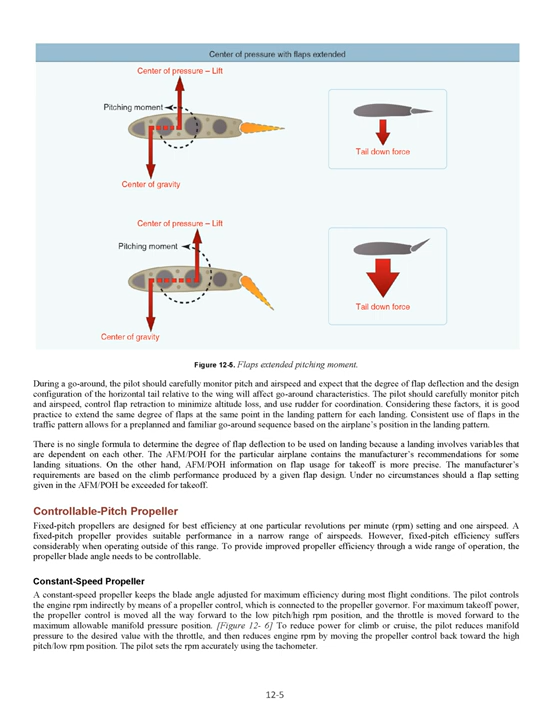 Center of pressure with flaps extended
Center of pressure – Lift
Pitching moment
Tail down force
Center of gravity
Center of pressure – Lift
Pitching moment
Tail down force
Center of gravity
Figure 12-5. Flaps extended pitching moment.
During a go-around, the pilot should carefully monitor pitch and airspeed and expect that the degree of flap deflection and the design
configuration of the horizontal tail relative to the wing will affect go-around characteristics. The pilot should carefully monitor pitch
and airspeed, control flap retraction to minimize altitude loss, and use rudder for coordination. Considering these factors, it is good
practice to extend the same degree of flaps at the same point in the landing pattern for each landing. Consistent use of flaps in the
traffic pattern allows for a preplanned and familiar go-around sequence based on the airplane's position in the landing pattern.
There is no single formula to determine the degree of flap deflection to be used on landing because a landing involves variables that
are dependent on each other. The AFM/POH for the particular airplane contains the manufacturer's recommendations for some
landing situations. On the other hand, AFM/POH information on flap usage for takeoff is more precise. The manufacturer's
requirements are based on the climb performance produced by a given flap design. Under no circumstances should a flap setting
given in the AFM/POH be exceeded for takeoff.
Controllable-Pitch Propeller
Fixed-pitch propellers are designed for best efficiency at one particular revolutions per minute (rpm) setting and one airspeed. A
fixed-pitch propeller provides suitable performance in a narrow range of airspeeds. However, fixed-pitch efficiency suffers
considerably when operating outside of this range. To provide improved propeller efficiency through a wide range of operation, the
propeller blade angle needs to be controllable.
Constant-Speed Propeller
A constant-speed propeller keeps the blade angle adjusted for maximum efficiency during most flight conditions. The pilot controls
the engine rpm indirectly by means of a propeller control, which is connected to the propeller governor. For maximum takeoff power,
the propeller control is moved all the way forward to the low pitch/high rpm position, and the throttle is moved forward to the
maximum allowable manifold pressure position. [Figure 12- 6] To reduce power for climb or cruise, the pilot reduces manifold
pressure to the desired value with the throttle, and then reduces engine rpm by moving the propeller control back toward the high
pitch/low rpm position. The pilot sets the rpm accurately using the tachometer.
12-5